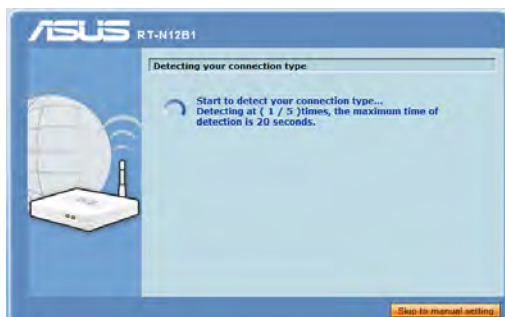 ASUS RT-N12B1
Detecting your connection type
Start to detect your connection type...
Detecting at ( 1 / 5 )times, the maximum time of
detection is 20 seconds.
Skip to manual setting